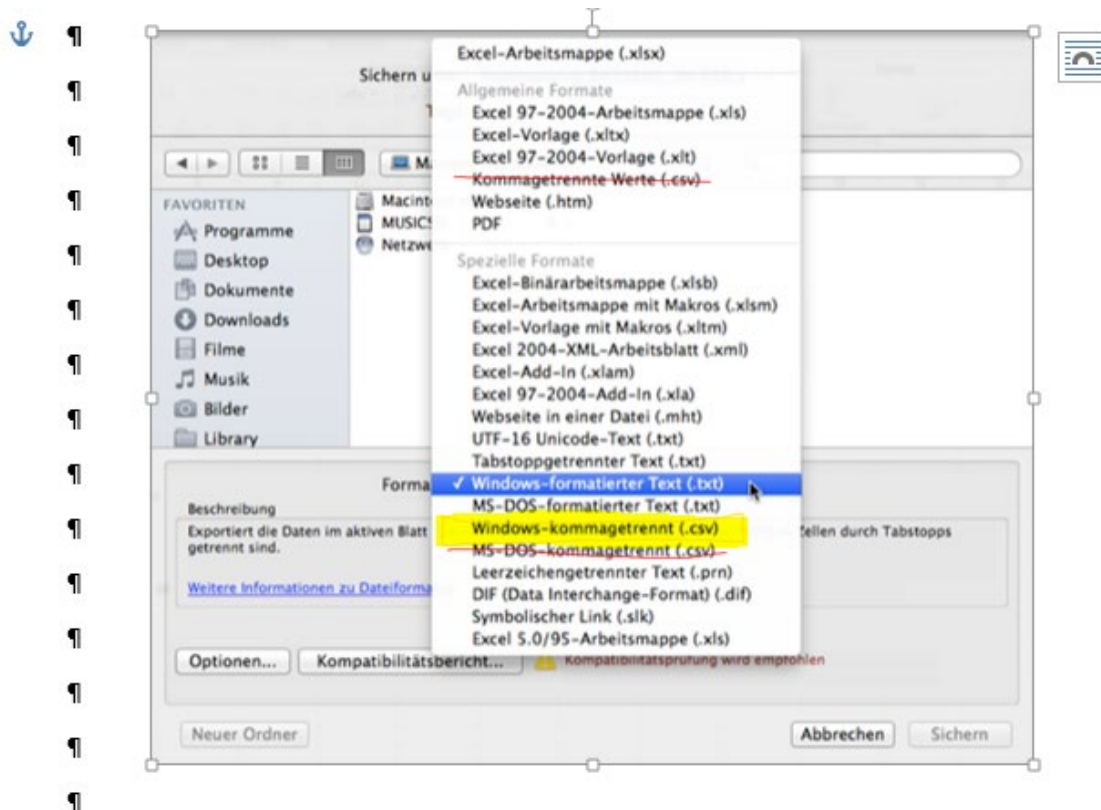 Excel-Arbeitsmappe (.xlsx)
Sichern u
Allgemeine Formate
Excel 97-2004-Arbeitsmappe (.xls)
Excel-Vorlage (.xltx)
Excel 97-2004-Vorlage (.xlt)
Kommagetrennte Werte (.csv)
Webseite (.htm)
PDF
Spezielle Formate
Excel-Binärarbeitsmappe (.xlsb)
Excel-Arbeitsmappe mit Makros (.xlsm)
Excel-Vorlage mit Makros (.xltm)
Excel 2004-XML-Arbeitsblatt (.xml)
Excel-Add-In (.xlam)
Excel 97-2004-Add-In (.xla)
Webseite in einer Datei (.mht)
UTF-16 Unicode-Text (.txt)
Tabstoppgetrennter Text (.txt)
✓ Windows-formatierter Text (.txt)
MS-DOS-formatierter Text (.txt)
Windows-kommagetrennt (.csv)
MS-DOS-kommagetrennt (.csv)
Leerzeichengetrennter Text (.prn)
DIF (Data Interchange-Format) (.dif)
Symbolischer Link (.slk)
Excel 5.0/95-Arbeitsmappe (.xls)
FAVORITEN
Programme
Desktop
Dokumente
Downloads
Filme
Musik
Bilder
Library
Macint
MUSICS
Netzwe
Forma
Beschreibung
Exportiert die Daten im aktiven Blatt Zellen durch Tabstopps
getrennt sind.
Weitere Informationen zu Dateiforma
Optionen... Kompatibilitätsbericht... Kompatibilitätsprüfung wird empfohlen
Neuer Ordner Abbrechen Sichern